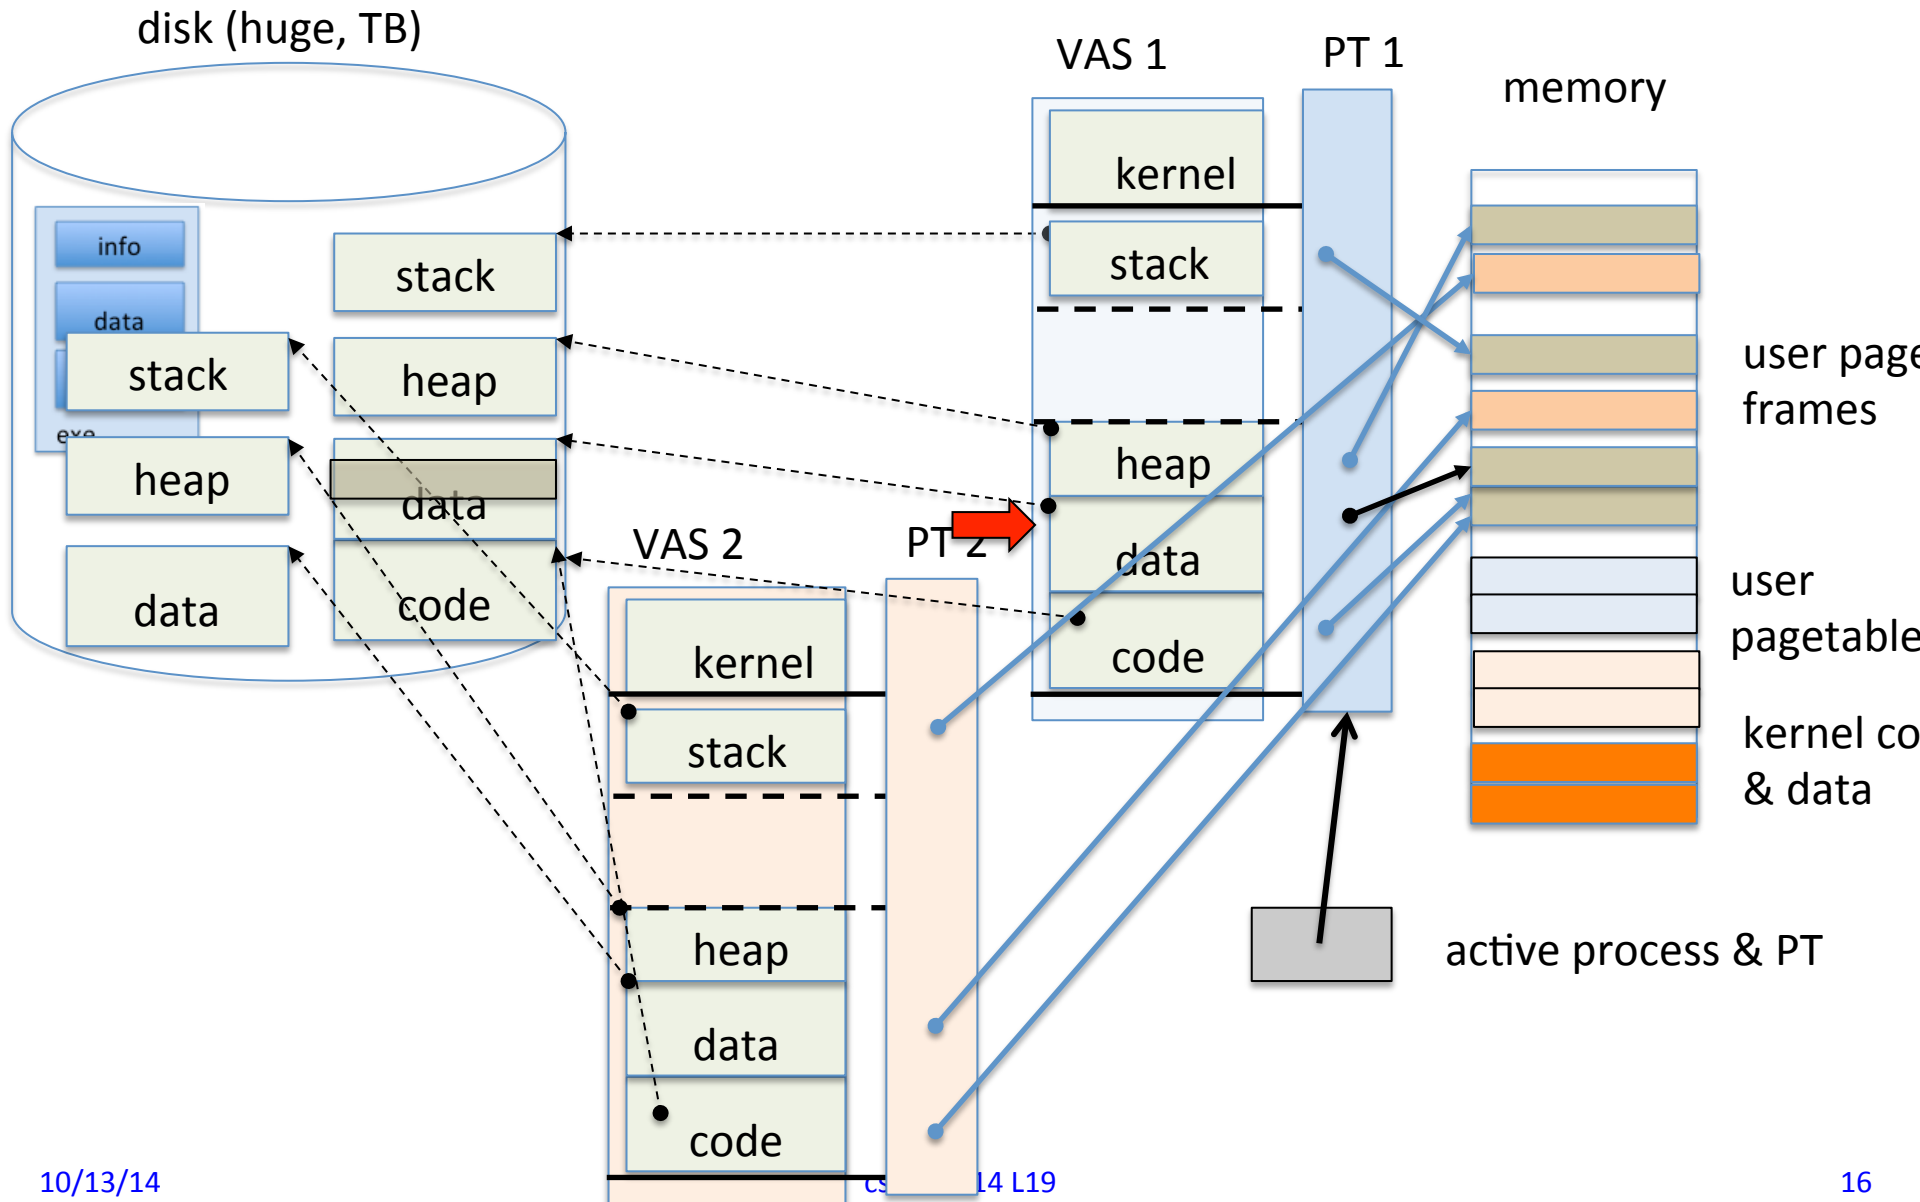 disk (huge, TB)
VAS 1
PT 1
memory
kernel
info
stack
stack
data
stack
heap
user page
frames
exe
heap
heap
data
VAS 2
PT 2
data
user
pagetable
data
code
kernel
code
stack
kernel co
& data
heap
active process & PT
data
code
10/13/14
cs
14 L19
16